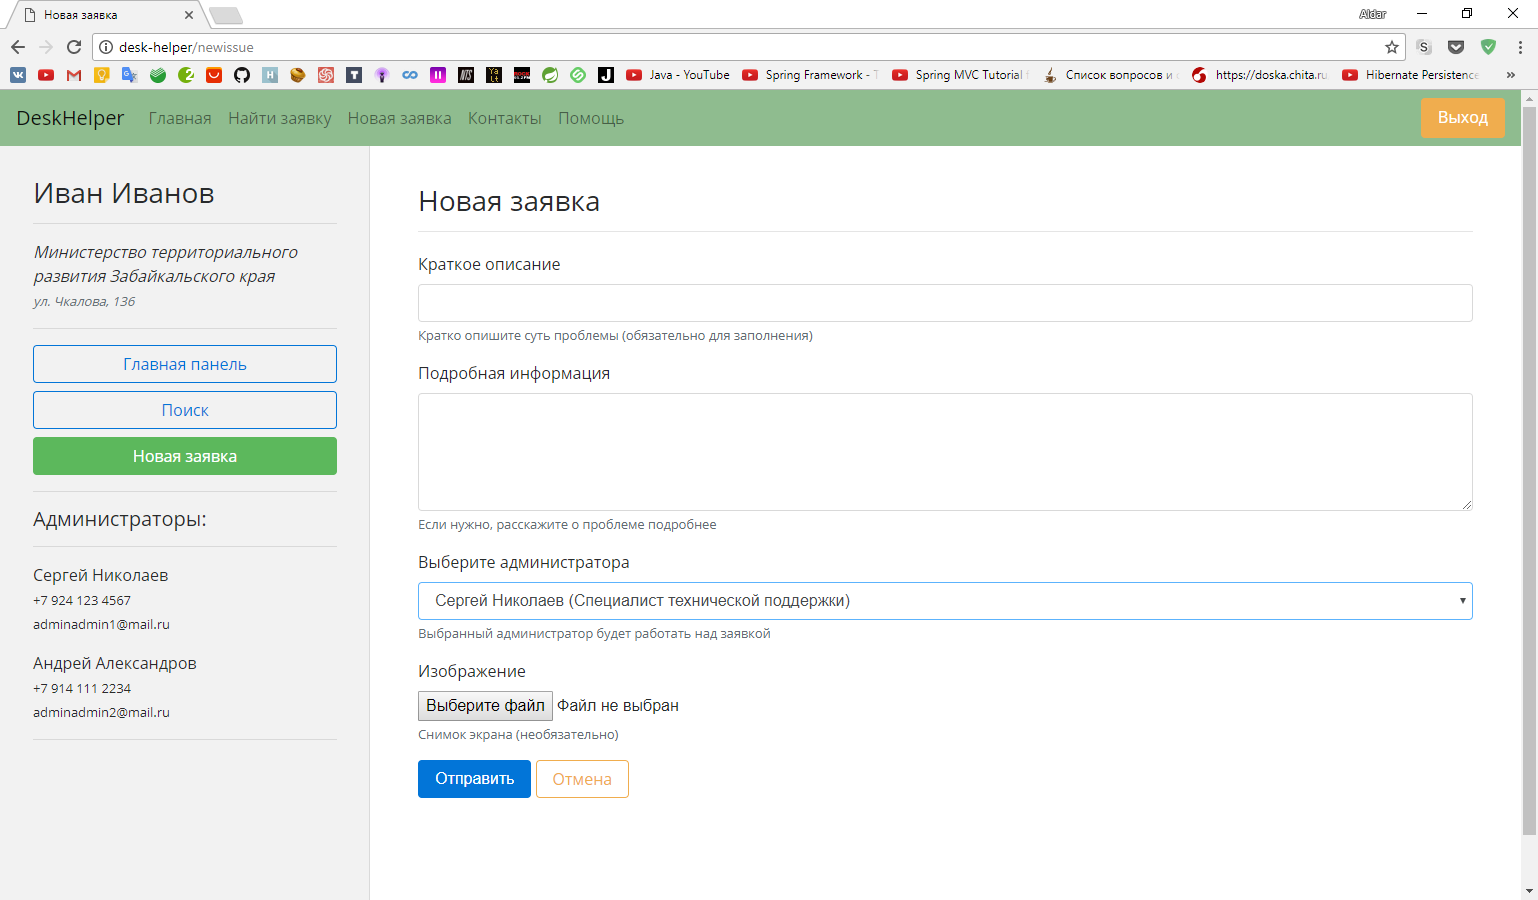 Новая заявка
Aldar
desk-helper/newissue
Java - YouTube
Spring Framework - T
Spring MVC Tutorial f
Список вопросов и о
https://doska.chita.ru
Hibernate Persistence
DeskHelper Главная Найти заявку Новая заявка Контакты Помощь Выход
Иван Иванов
Министерство территориального
развития Забайкальского края
ул. Чкалова, 136
Главная панель
Поиск
Новая заявка
Администраторы:
Сергей Николаев
+7 924 123 4567
adminadmin1@mail.ru
Андрей Александров
+7 914 111 2234
adminadmin2@mail.ru
Новая заявка
Краткое описание
Кратко опишите суть проблемы (обязательно для заполнения)
Подробная информация
Если нужно, расскажите о проблеме подробнее
Выберите администратора
Сергей Николаев (Специалист технической поддержки)
Выбранный администратор будет работать над заявкой
Изображение
Выберите файл Файл не выбран
Снимок экрана (необязательно)
Отправить Отмена